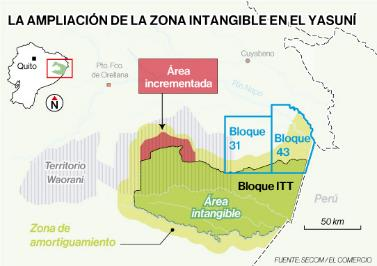 LA AMPLIACIÓN DE LA ZONA INTANGIBLE EN EL YASUNÍ
Quito
Pto. Fco.
de Orellana
Cuyabeno
Área
incrementada
Río Napo
N
Bloque
31
Bloque
43
Territorio
Waorani
Bloque ITT
Perú
Área
intangible
Zona de
amortiguamiento
50 km
FUENTE: SECOM / EL COMERCIO